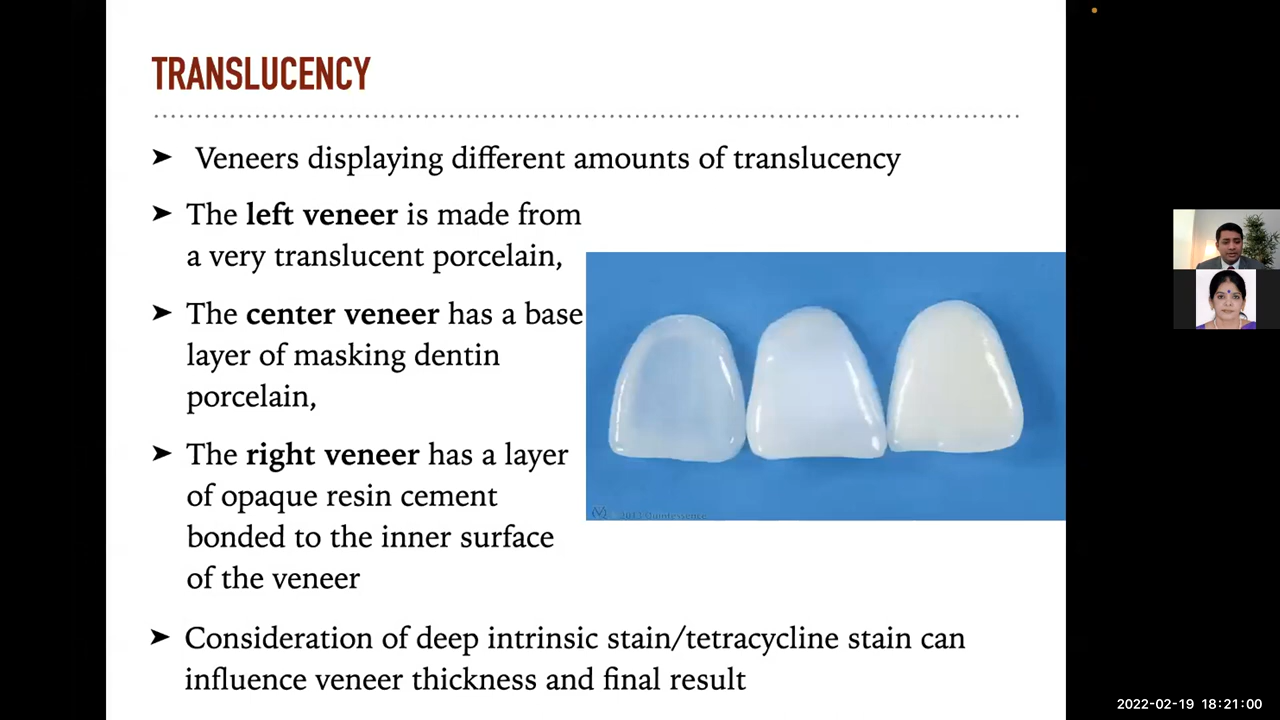 TRANSLUCENCY
➤ Veneers displaying different amounts of translucency
➤ The left veneer is made from
a very translucent porcelain,
➤ The center veneer has a base
layer of masking dentin
porcelain,
➤ The right veneer has a layer
of opaque resin cement
bonded to the inner surface
of the veneer
➤ Consideration of deep intrinsic stain/tetracycline stain can
influence veneer thickness and final result
2022-02-19 18:21:00